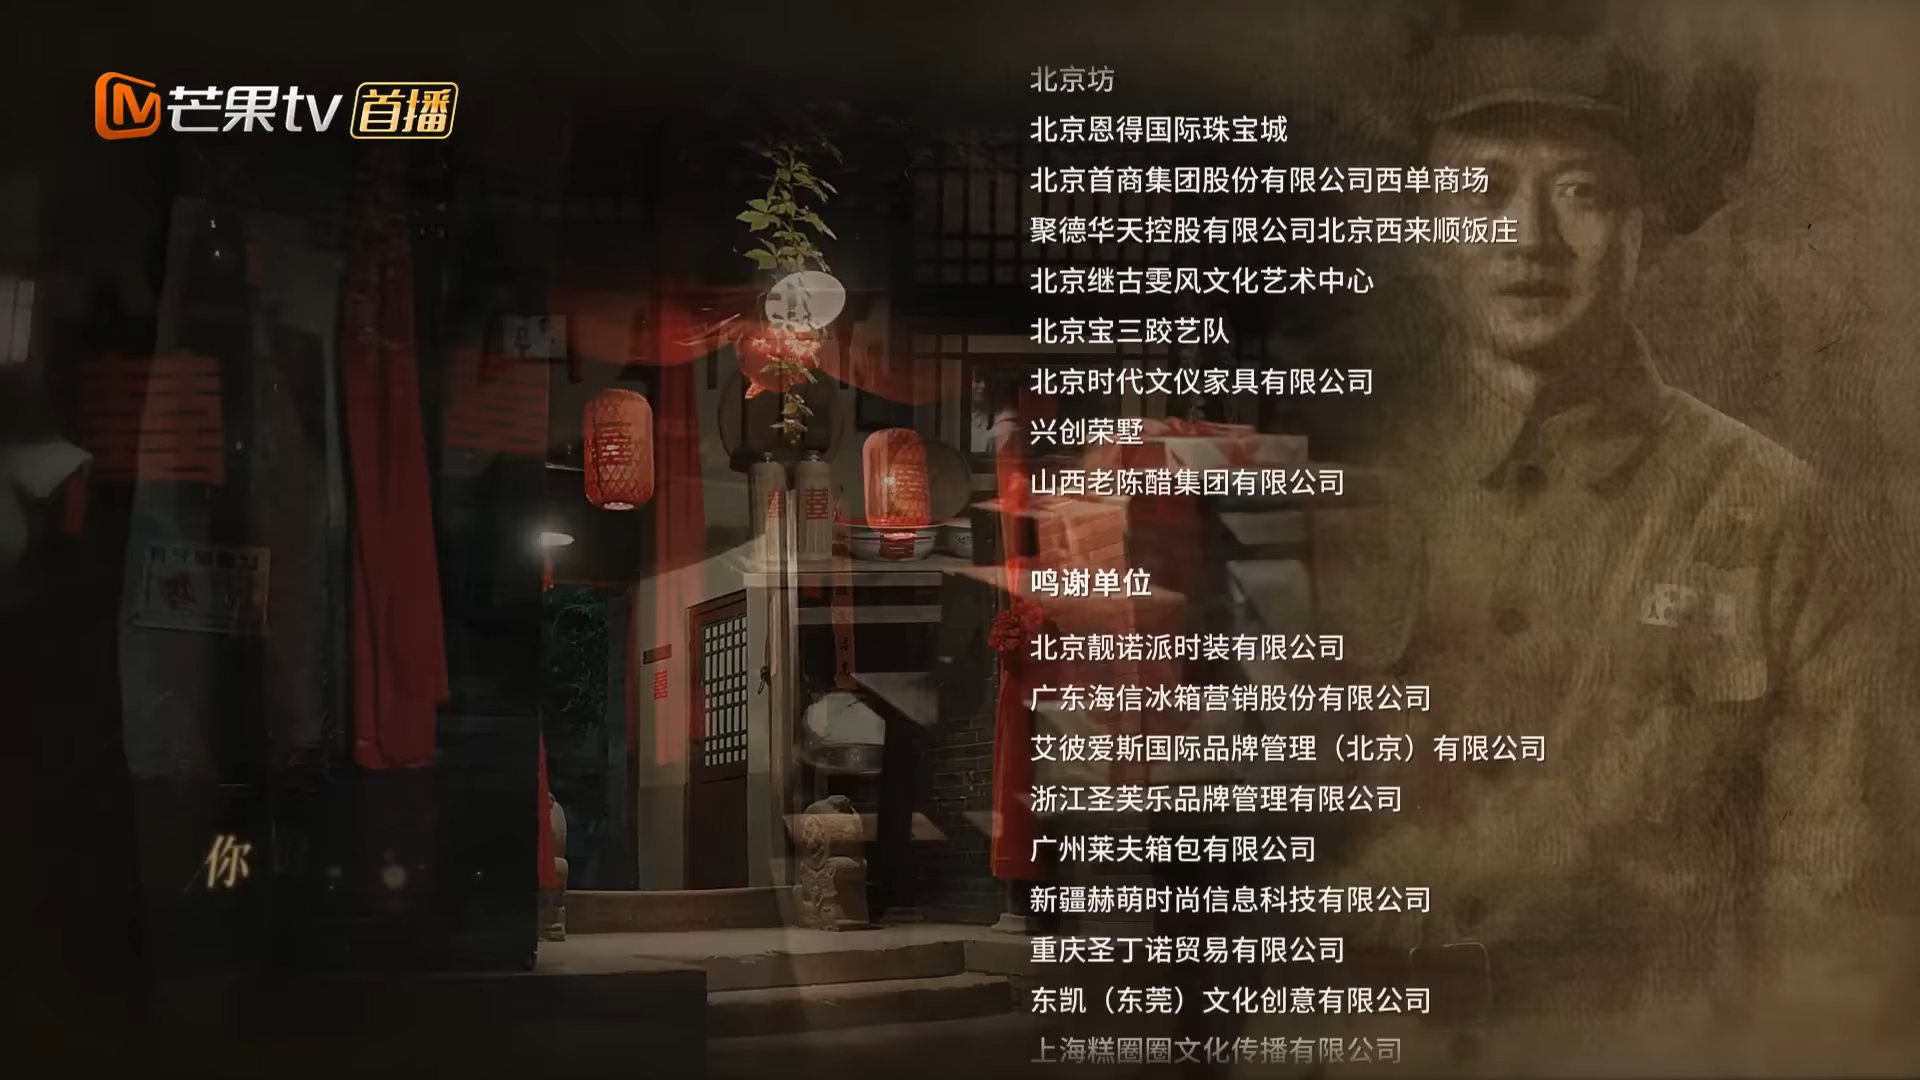 芒果tv 首播
北京坊
北京恩得国际珠宝城
北京首商集团股份有限公司西单商场
聚德华天控股有限公司北京西来顺饭庄
北京继古雯风文化艺术中心
北京宝三跤艺队
北京时代文仪家具有限公司
兴创荣墅
山西老陈醋集团有限公司
鸣谢单位
北京靓诺派时装有限公司
广东海信冰箱营销股份有限公司
艾彼爱斯国际品牌管理（北京）有限公司
浙江圣芙乐品牌管理有限公司
广州莱夫箱包有限公司
新疆赫萌时尚信息科技有限公司
重庆圣丁诺贸易有限公司
东凯（东莞）文化创意有限公司
上海糕圈圈文化传播有限公司
你
囍
囍
囍